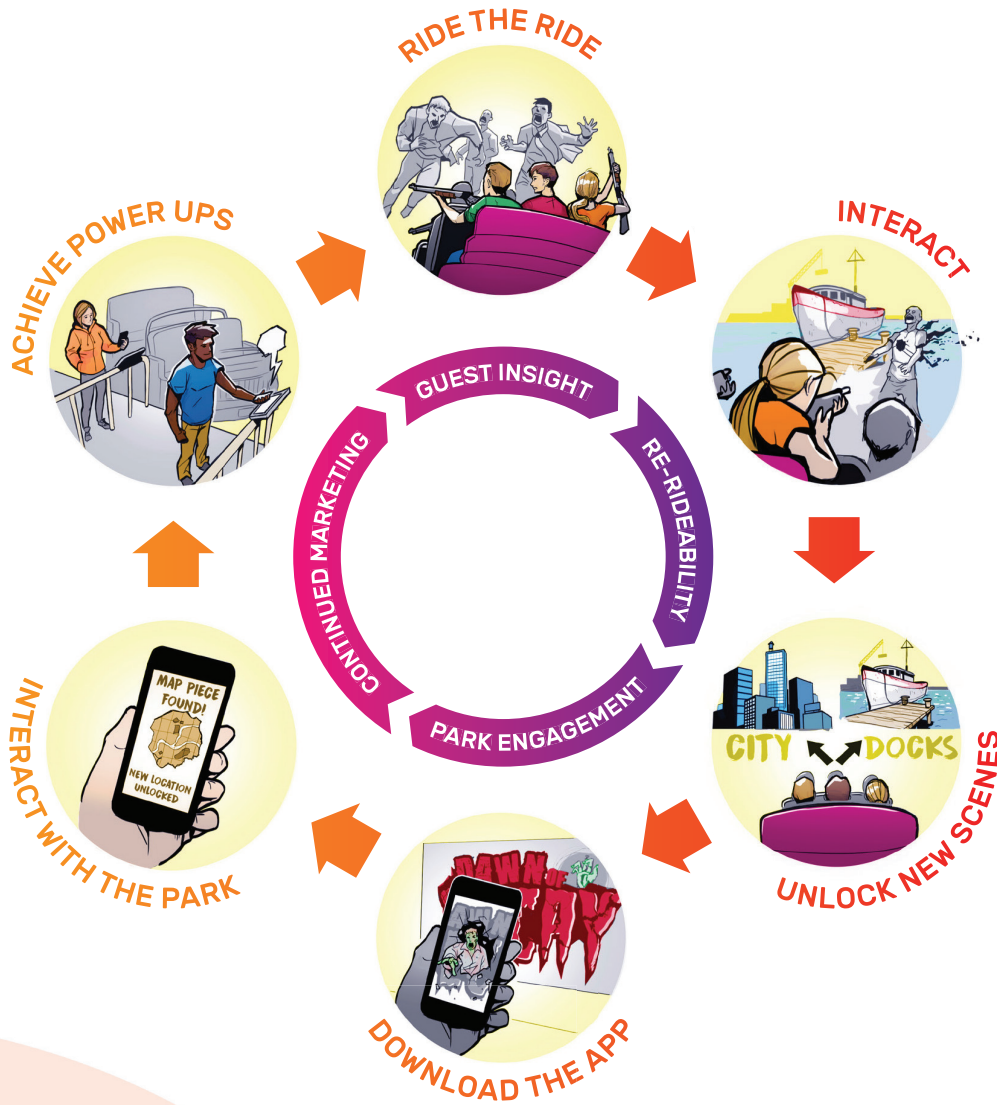 RIDE THE RIDE
INTERACT
UNLOCK NEW SCENES
DOWNLOAD THE APP
INTERACT WITH THE PARK
ACHIEVE POWER UPS
GUEST INSIGHT
RE-RIDEABILITY
PARK ENGAGEMENT
CONTINUED MARKETING
CITY
DOCKS
DAWN OF
MAP PIECE
FOUND!
NEW LOCATION
UNLOCKED